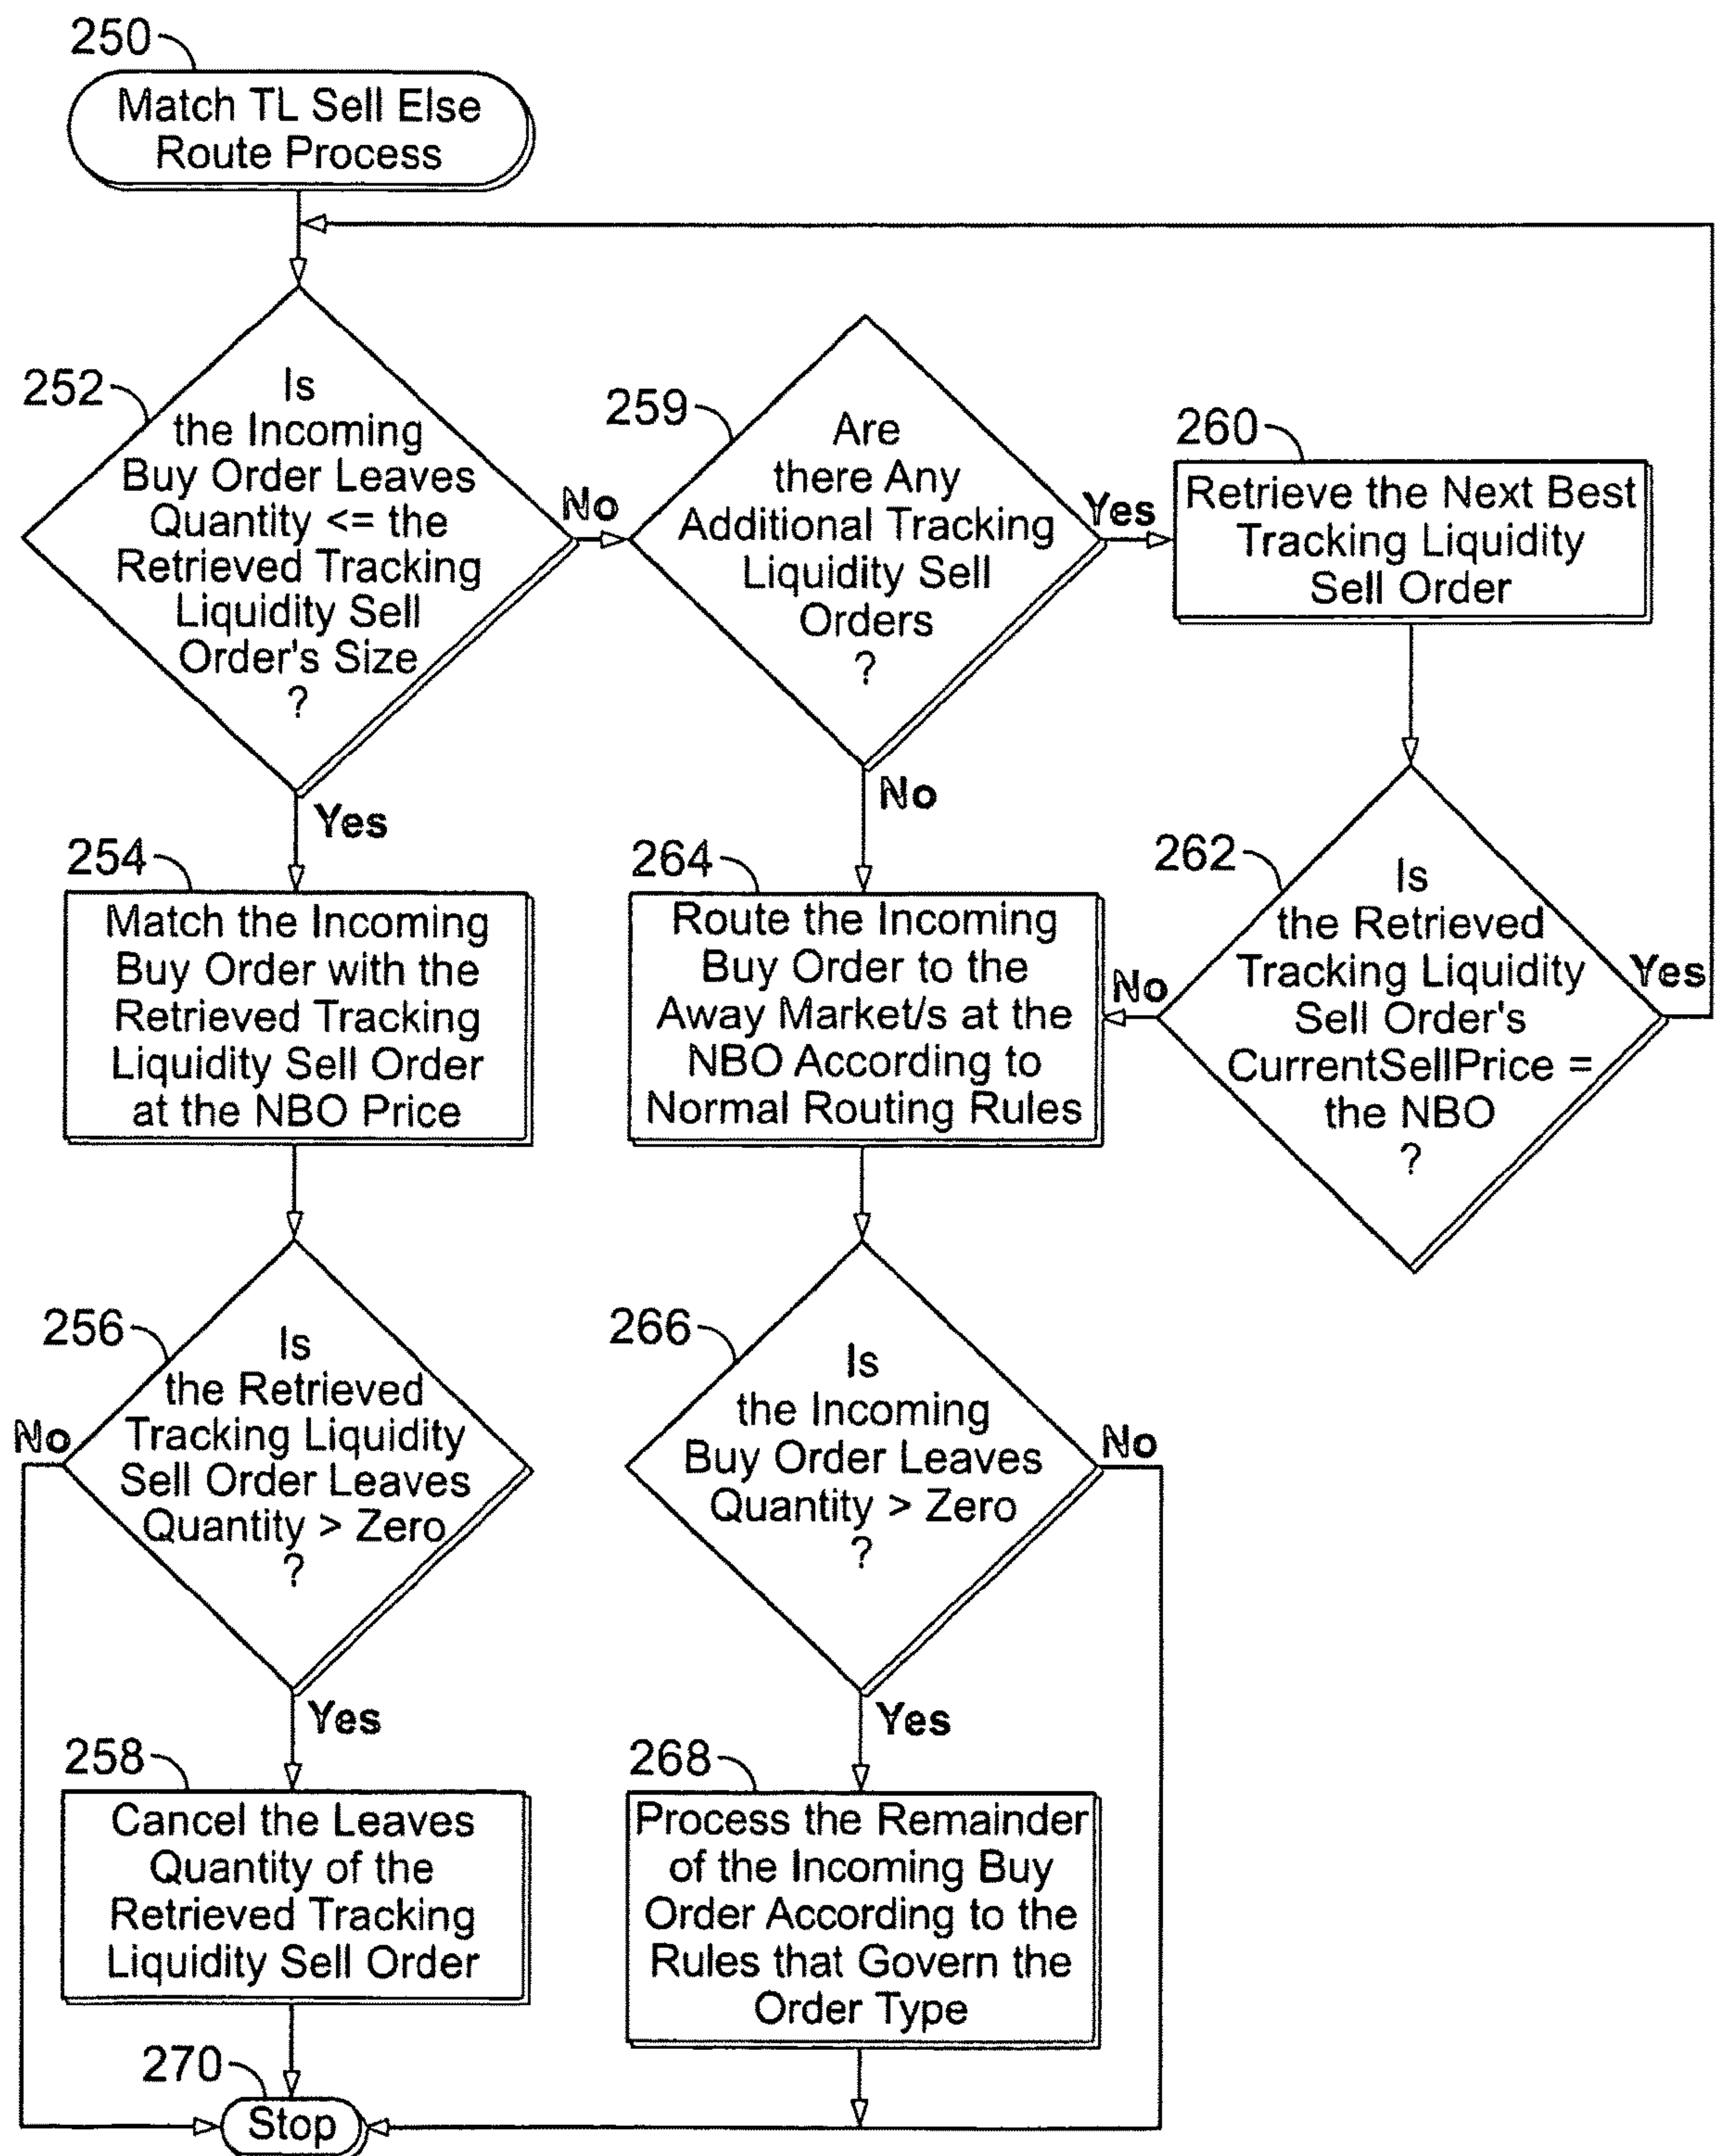 250
Match TL Sell Else
Route Process
252
Is
the Incoming
Buy Order Leaves
Quantity <= the
Retrieved Tracking
Liquidity Sell
Order's Size
?
No
Yes
259
Are
there Any
Additional Tracking
Liquidity Sell
Orders
?
Yes
No
260
Retrieve the Next Best
Tracking Liquidity
Sell Order
262
Is
the Retrieved
Tracking Liquidity
Sell Order's
CurrentSellPrice =
the NBO
?
No
Yes
254
Match the Incoming
Buy Order with the
Retrieved Tracking
Liquidity Sell Order
at the NBO Price
264
Route the Incoming
Buy Order to the
Away Market/s at the
NBO According to
Normal Routing Rules
256
Is
the Retrieved
Tracking Liquidity
Sell Order Leaves
Quantity > Zero
?
No
Yes
266
Is
the Incoming
Buy Order Leaves
Quantity > Zero
?
No
Yes
258
Cancel the Leaves
Quantity of the
Retrieved Tracking
Liquidity Sell Order
268
Process the Remainder
of the Incoming Buy
Order According to the
Rules that Govern the
Order Type
270
Stop